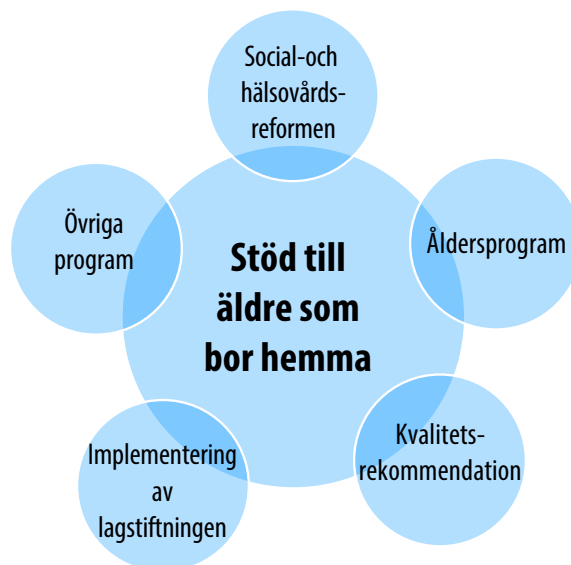 Social-och
hälsovårds-
reformen
Övriga
program
Stöd till
äldre som
bor hemma
Åldersprogram
Implementering
av
lagstiftningen
Kvalitets-
rekommendation